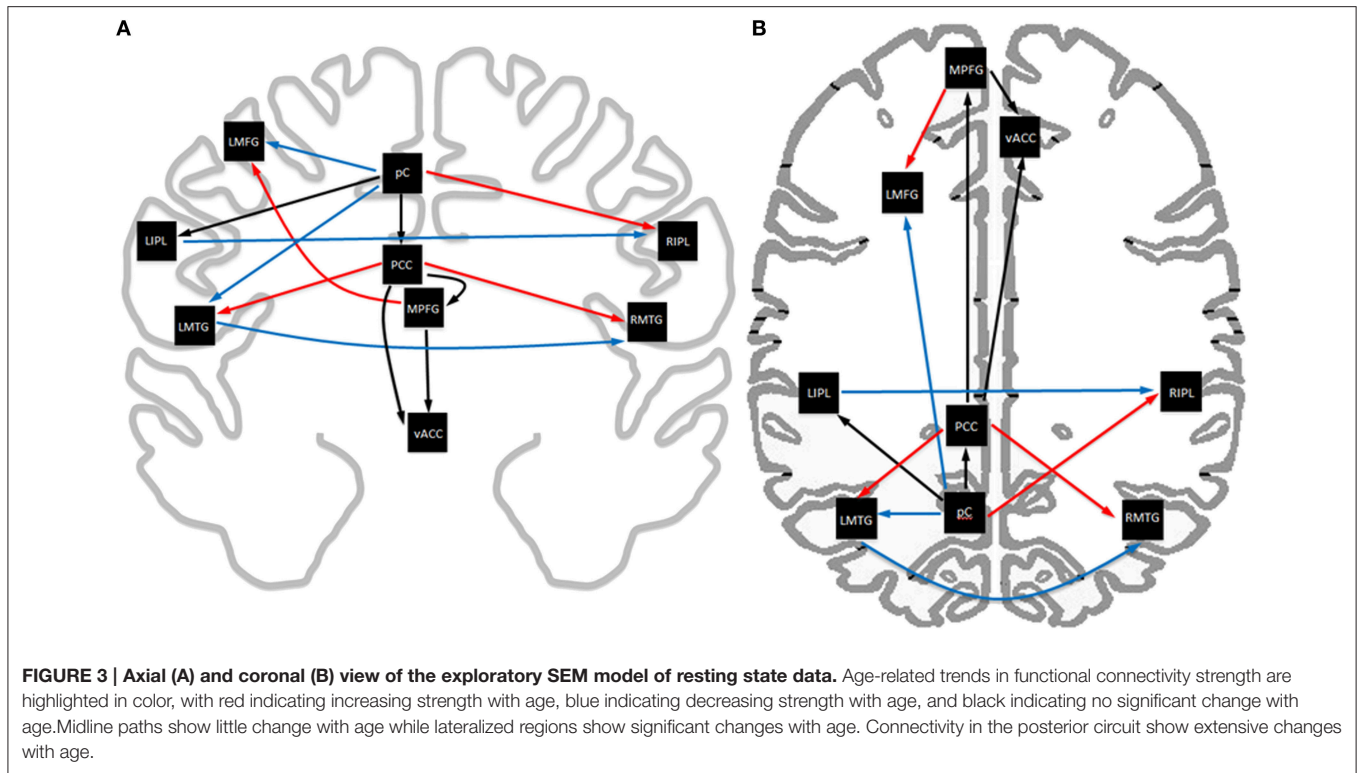 A
B
LMFG
pC
LIPL
RIPL
PCC
MPFG
LMTG
RMTG
vACC
MPFG
vACC
LMFG
LIPL
RIPL
PCC
LMTG
pC
RMTG
FIGURE 3 | Axial (A) and coronal (B) view of the exploratory SEM model of resting state data. Age-related trends in functional connectivity strength are
highlighted in color, with red indicating increasing strength with age, blue indicating decreasing strength with age, and black indicating no significant change with
age.Midline paths show little change with age while lateralized regions show significant changes with age. Connectivity in the posterior circuit show extensive changes
with age.